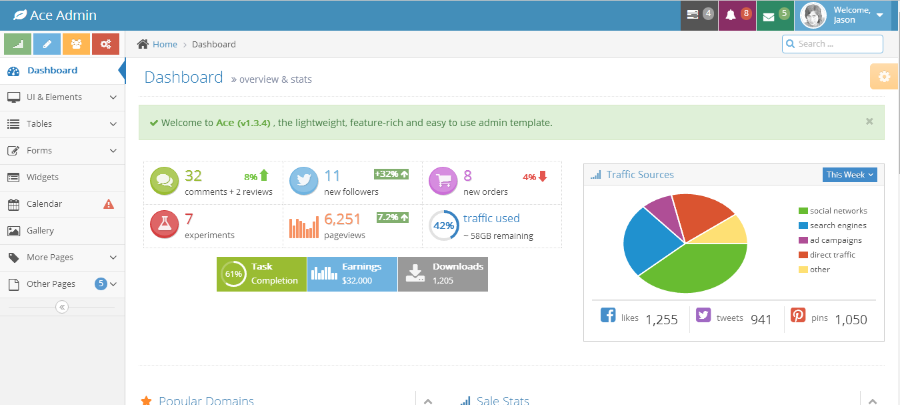 Ace Admin
4
8
5
Welcome,
Jason
Home > Dashboard
Search ...
Dashboard
UI & Elements
Tables
Forms
Widgets
Calendar
Gallery
More Pages
Other Pages 5
Dashboard » overview & stats
Welcome to Ace (v1.3.4) , the lightweight, feature-rich and easy to use admin template.
32 8%
comments + 2 reviews
11 +32%
new followers
8 4%
new orders
7
experiments
6,251 7.2%
pageviews
42% traffic used
~ 58GB remaining
61% Task
Completion
Earnings
$32,000
Downloads
1,205
Traffic Sources This Week
social networks
search engines
ad campaigns
direct traffic
other
likes 1,255
tweets 941
pins 1,050
Popular Domains
Sale Stats